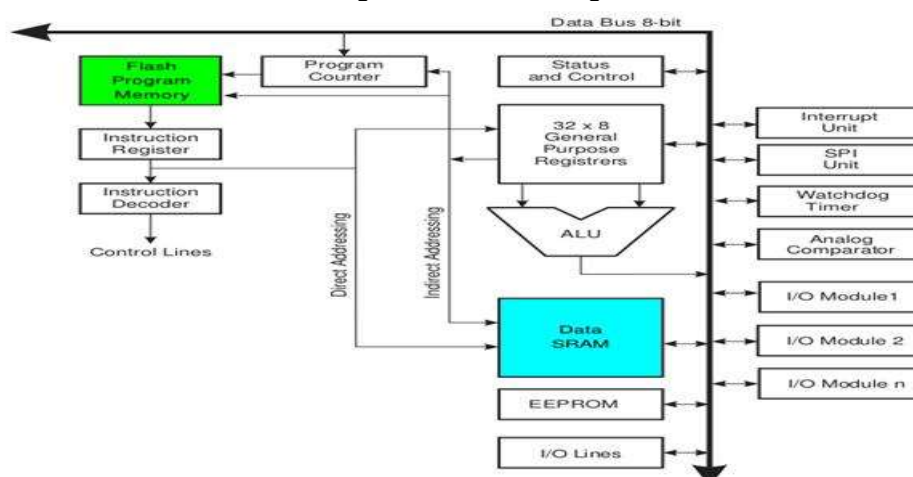 Data Bus 8-bit
Flash
Program
Memory
Program
Counter
Status
and Control
Instruction
Register
32 x 8
General
Purpose
Registrers
Interrupt
Unit
SPI
Unit
Instruction
Decoder
Watchdog
Timer
Control Lines
Direct Addressing
Indirect Addressing
ALU
Analog
Comparator
I/O Module1
Data
SRAM
I/O Module 2
I/O Module n
EEPROM
I/O Lines